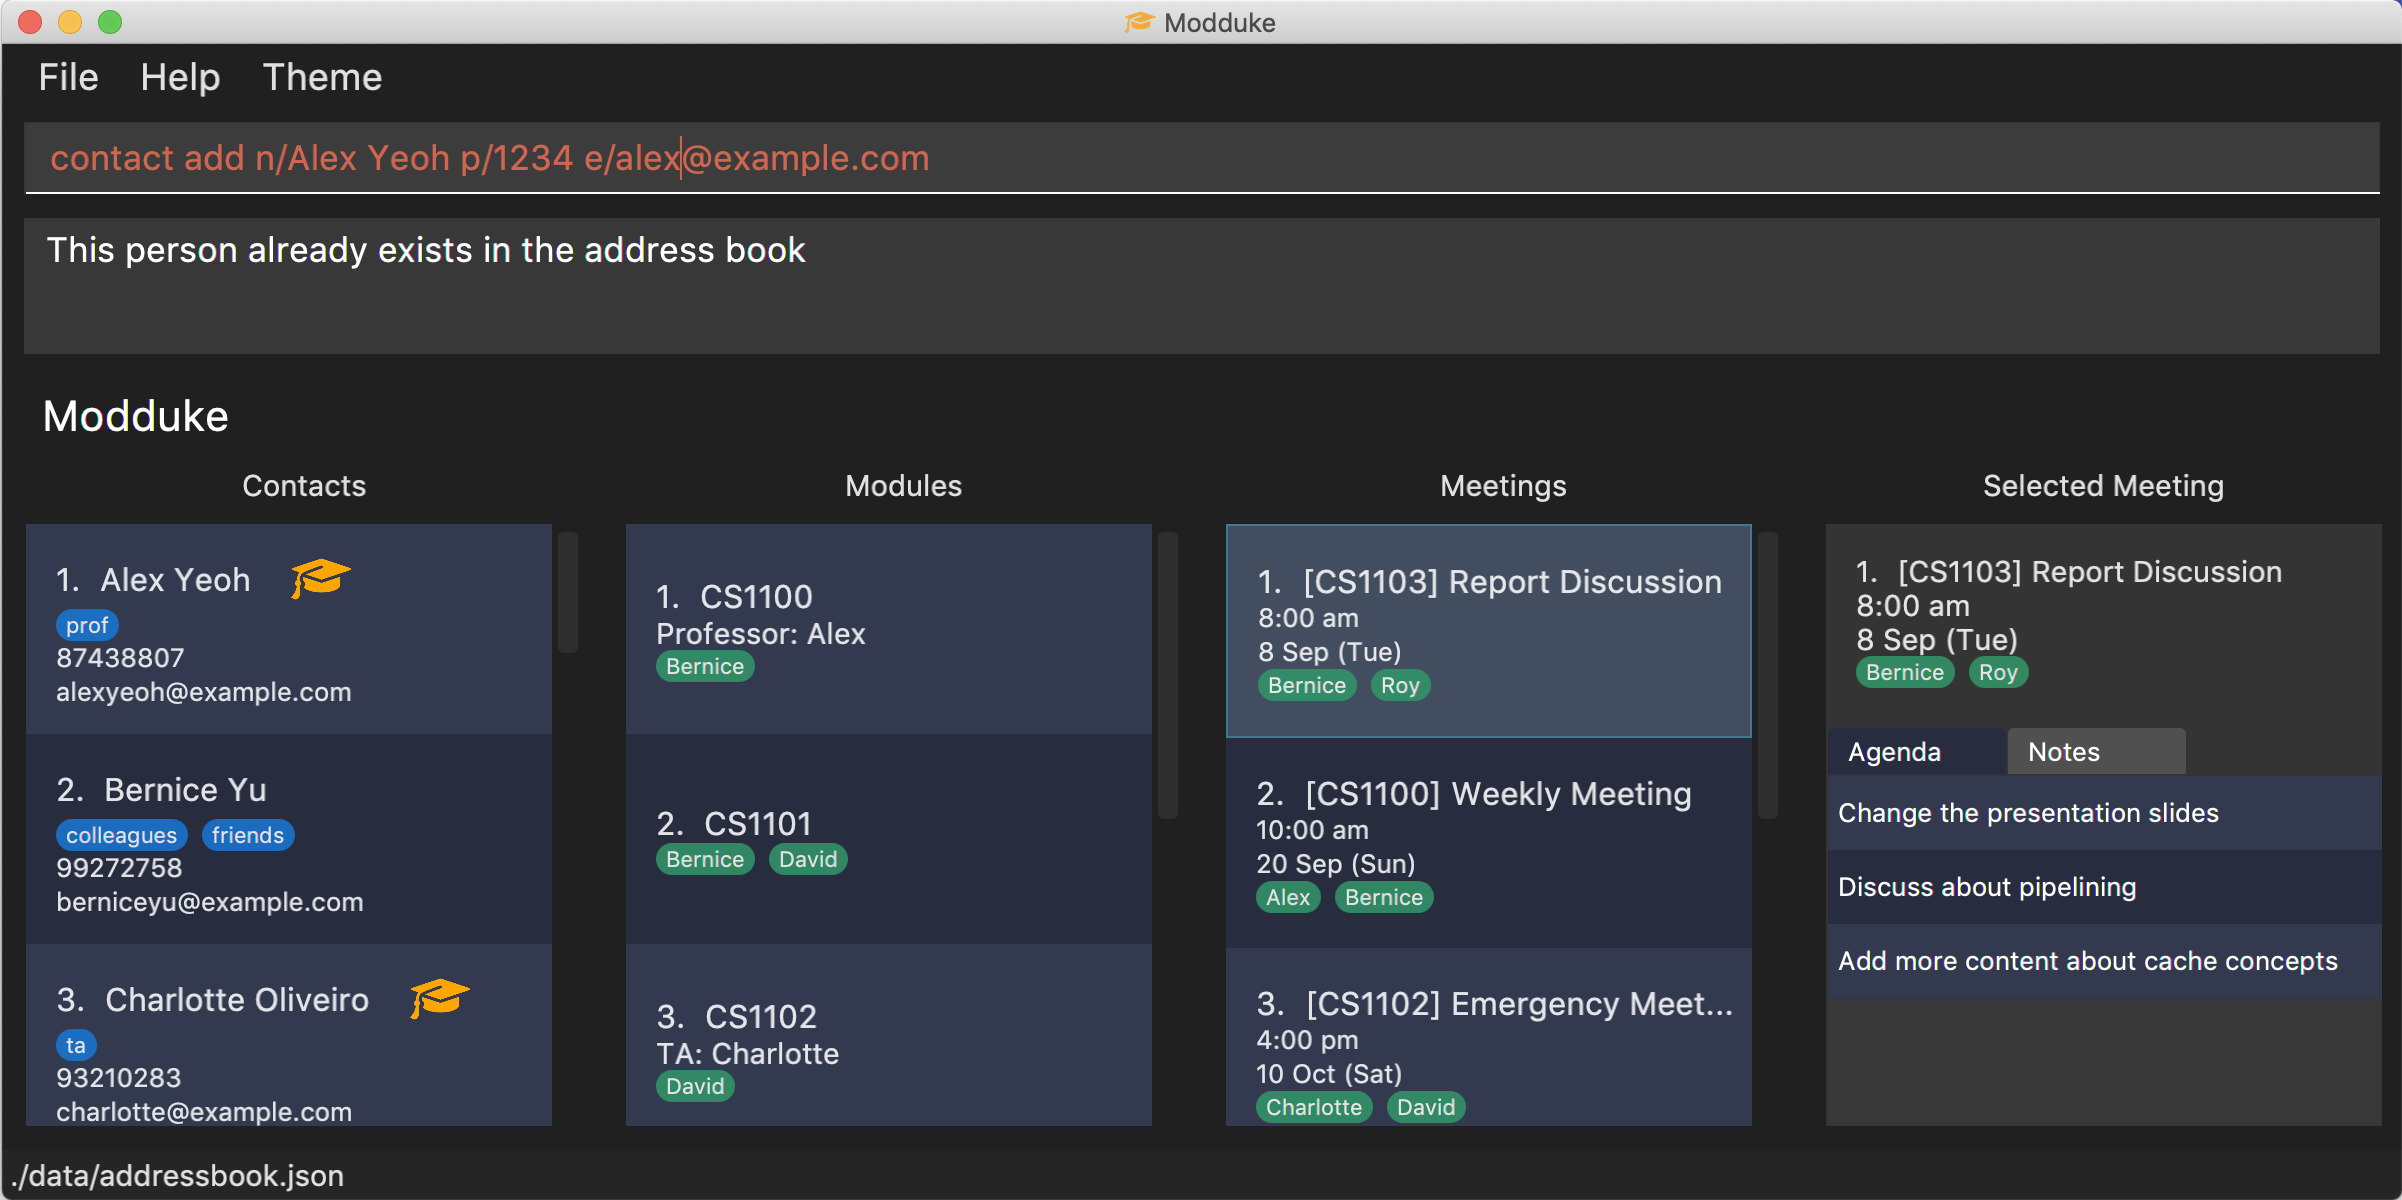 Modduke
File Help Theme
contact add n/Alex Yeoh p/1234 e/alex@example.com
This person already exists in the address book
Modduke
Contacts
1. Alex Yeoh
prof
87438807
alexyeoh@example.com
2. Bernice Yu
colleagues friends
99272758
berniceyu@example.com
3. Charlotte Oliveiro
ta
93210283
charlotte@example.com
Modules
1. CS1100
Professor: Alex
Bernice
2. CS1101
Bernice David
3. CS1102
TA: Charlotte
David
Meetings
1. [CS1103] Report Discussion
8:00 am
8 Sep (Tue)
Bernice Roy
2. [CS1100] Weekly Meeting
10:00 am
20 Sep (Sun)
Alex Bernice
3. [CS1102] Emergency Meet...
4:00 pm
10 Oct (Sat)
Charlotte David
Selected Meeting
1. [CS1103] Report Discussion
8:00 am
8 Sep (Tue)
Bernice Roy
Agenda Notes
Change the presentation slides
Discuss about pipelining
Add more content about cache concepts
./data/addressbook.json